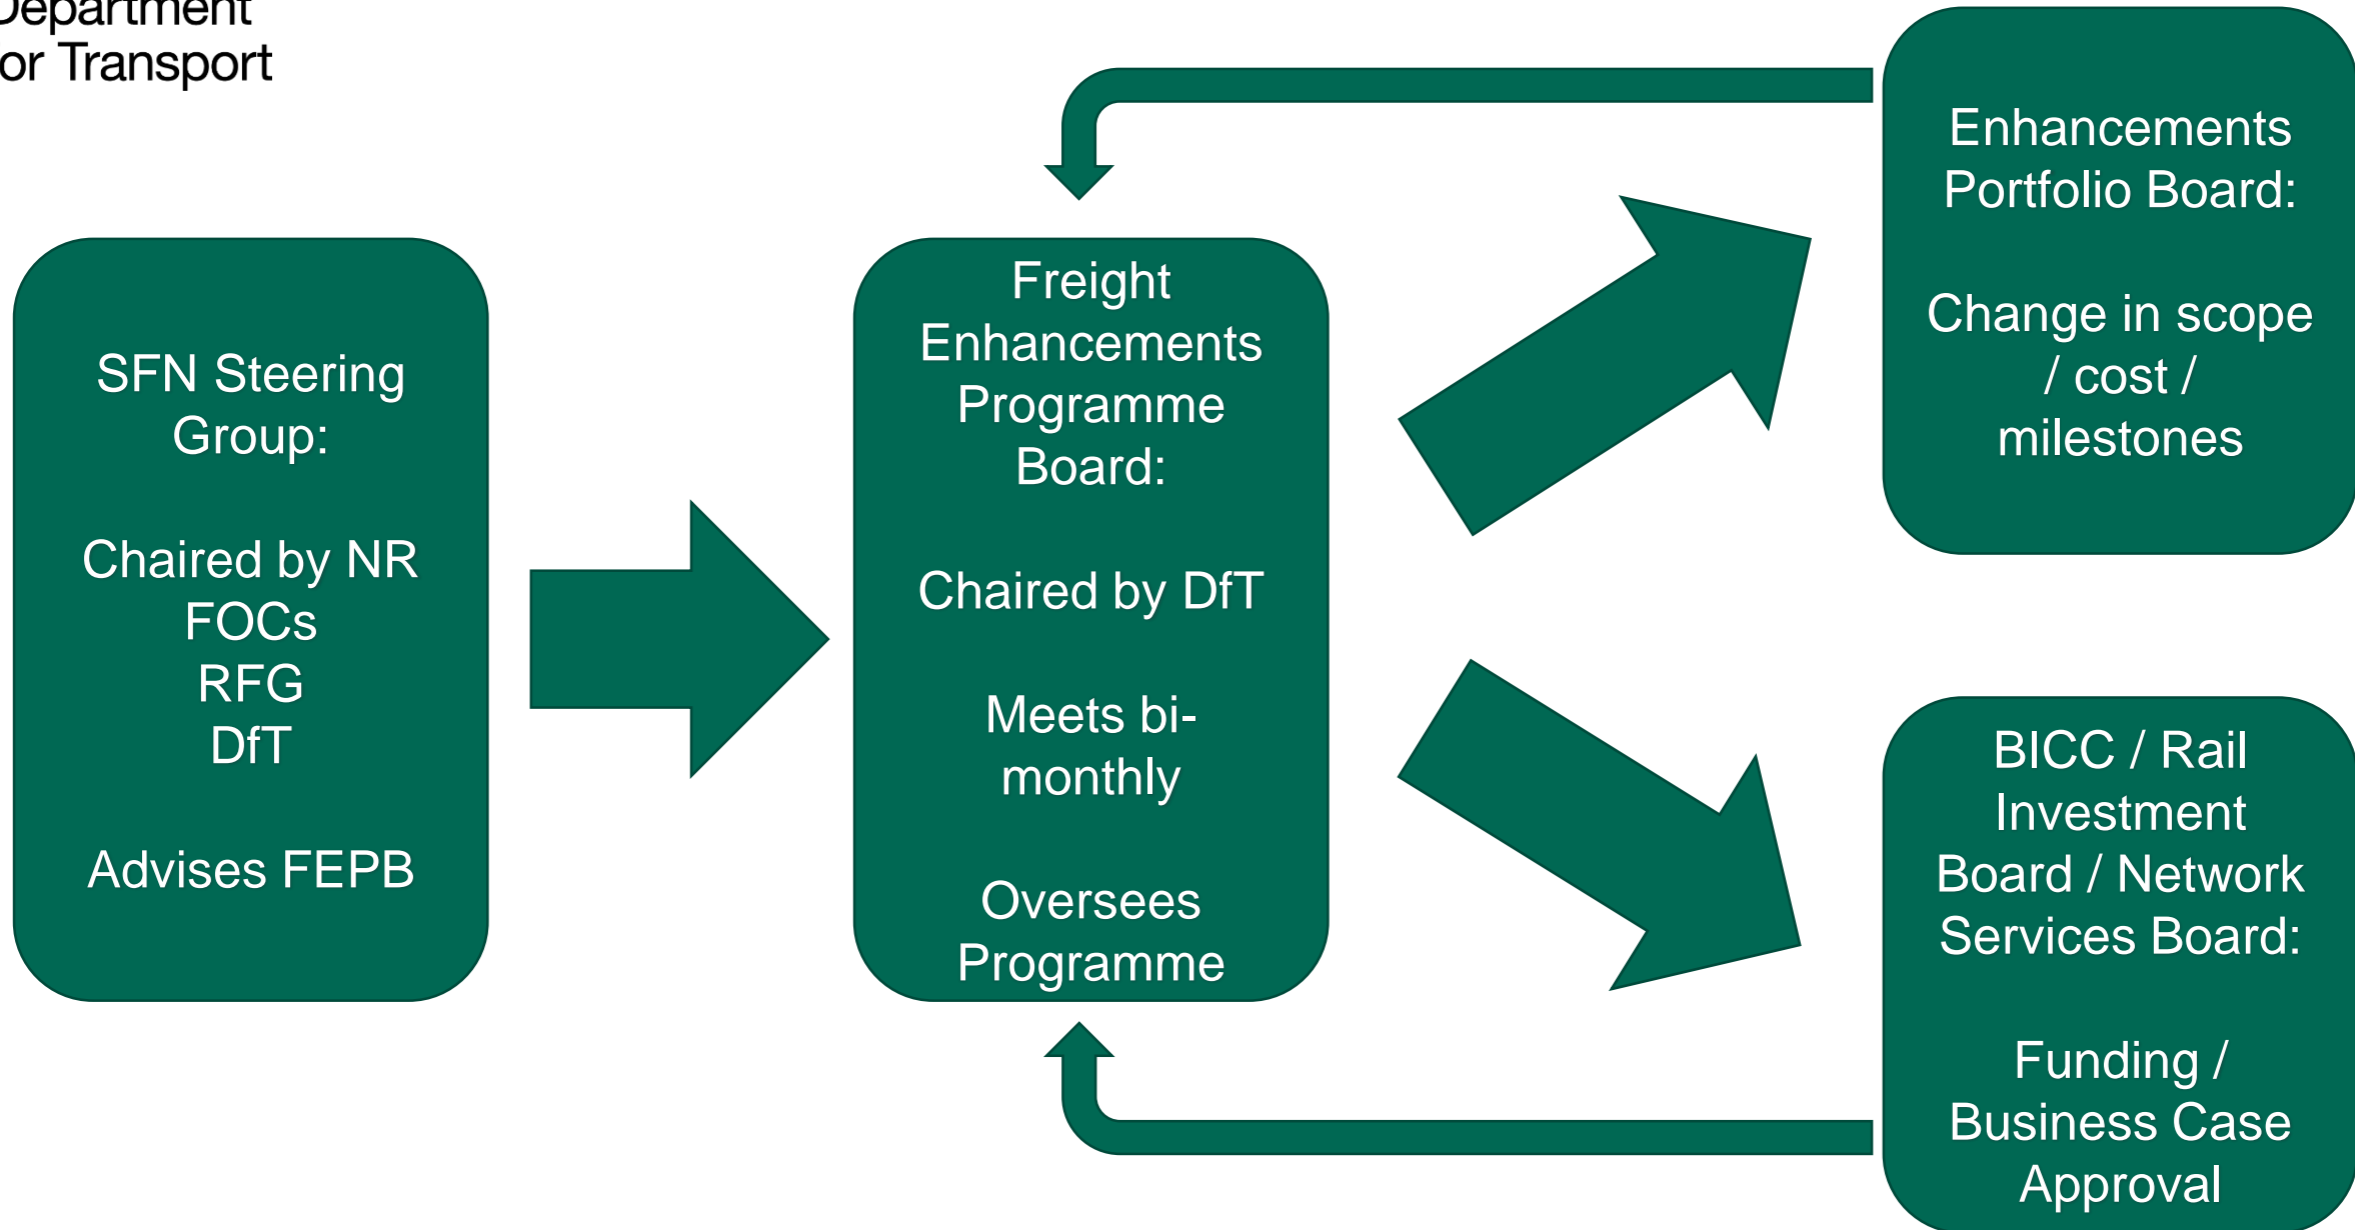 Department
or Transport
SFN Steering
Group:
Chaired by NR
FOCs
RFG
DfT
Advises FEPB
Freight
Enhancements
Programme
Board:
Chaired by DfT
Meets bi-
monthly
Oversees
Programme
Enhancements
Portfolio Board:
Change in scope
/ cost /
milestones
BICC / Rail
Investment
Board / Network
Services Board:
Funding /
Business Case
Approval